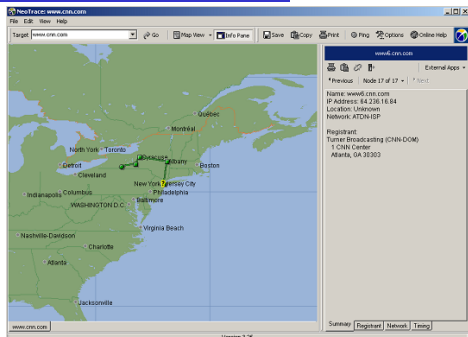 NeoTrace: www.cnn.com
File Edit View Help
Target www.cnn.com Go Map View Info Pane Save Copy Print Ping Options Online Help
www6.cnn.com
External Apps
Previous Node 17 of 17 Next
Name: www6.cnn.com
IP Address: 64.236.16.84
Location: Unknown
Network: ATDN-ISP
Registrant:
Turner Broadcasting (CNN-DOM)
1 CNN Center
Atlanta, GA 30303
Québec
Montréal
North York Toronto
Syracuse
Albany
Detroit
Boston
Cleveland
New York Jersey City
Philadelphia
Indianapolis Columbus
Baltimore
WASHINGTON D.C.
Virginia Beach
Nashville-Davidson
Charlotte
Atlanta
Jacksonville
www.cnn.com
Summary Registrant Network Timing